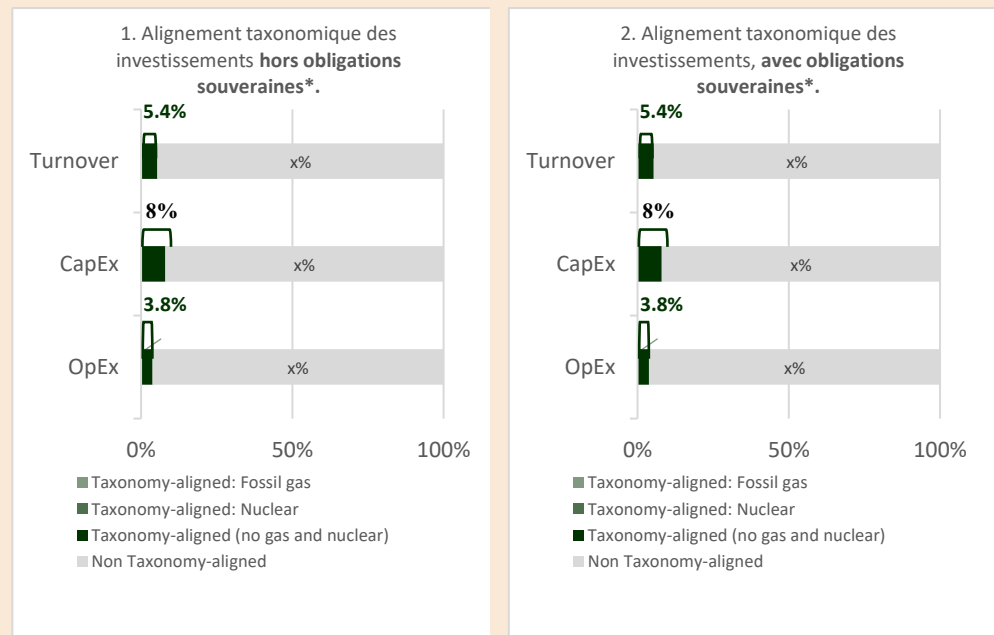 1. Alignement taxonomique des
investissements hors obligations
souveraines*.
5.4%
Turnover
x%
8%
CapEx
x%
3.8%
OpEx
x%
0%
50%
100%
Taxonomy-aligned: Fossil gas
Taxonomy-aligned: Nuclear
Taxonomy-aligned (no gas and nuclear)
Non Taxonomy-aligned
2. Alignement taxonomique des
investissements, avec obligations
souveraines*.
5.4%
Turnover
x%
8%
CapEx
x%
3.8%
OpEx
x%
0%
50%
100%
Taxonomy-aligned: Fossil gas
Taxonomy-aligned: Nuclear
Taxonomy-aligned (no gas and nuclear)
Non Taxonomy-aligned